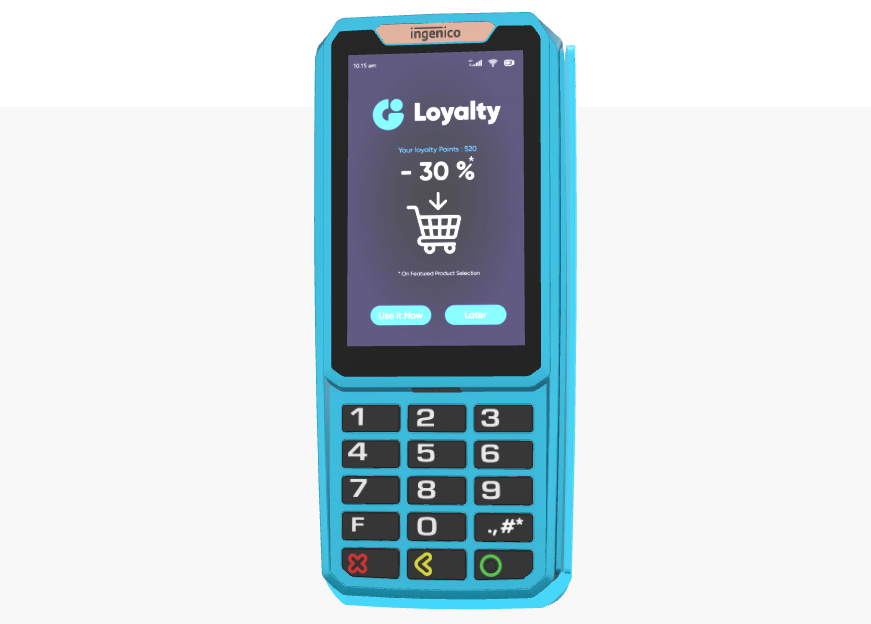 ingenico
10.15 am
Loyalty
Your loyalty Points : 520
- 30 %*
* On Featured Product Selection
Use It Now
Later
1 2 3
4 5 6
7 8 9
F 0 .,#*